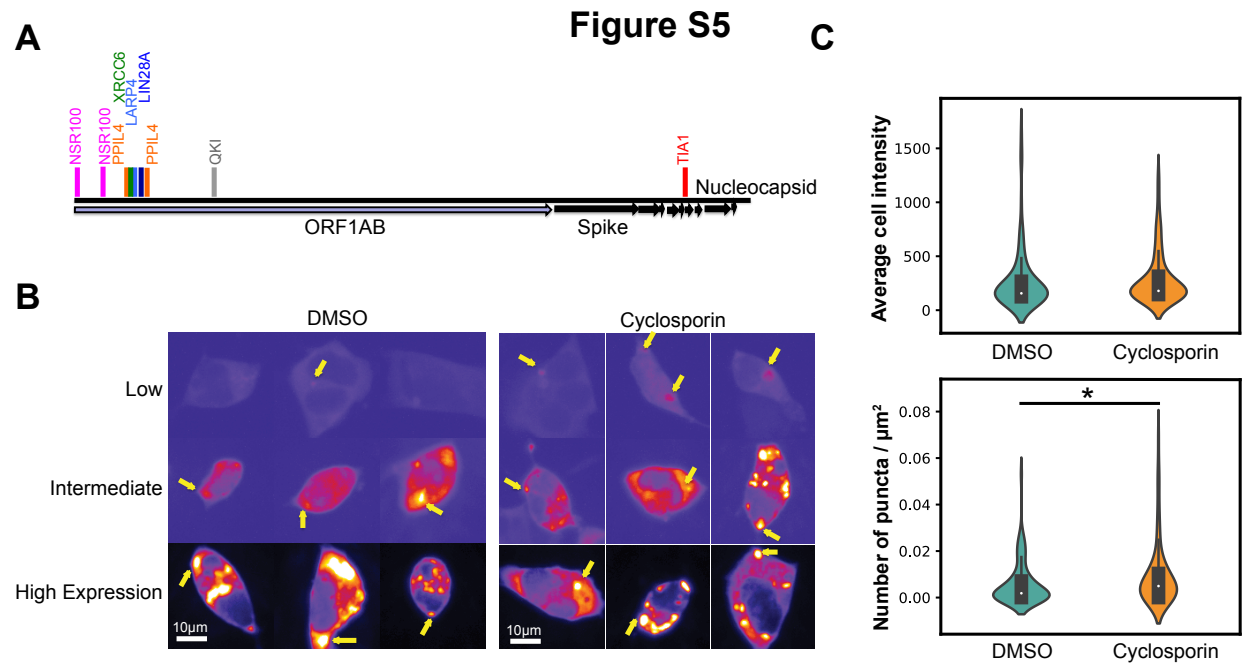 Figure S5
A
NSR100
NSR100
PPIL4
XRCC6
LARP4
LIN28A
PPIL4
QKI
TIA1
Nucleocapsid
ORF1AB
Spike
B
DMSO
Cyclosporin
Low
Intermediate
High Expression
10µm
10µm
C
Average cell intensity
1500
1000
500
0
DMSO
Cyclosporin
*
Number of puncta / µm²
0.08
0.06
0.04
0.02
0.00
DMSO
Cyclosporin